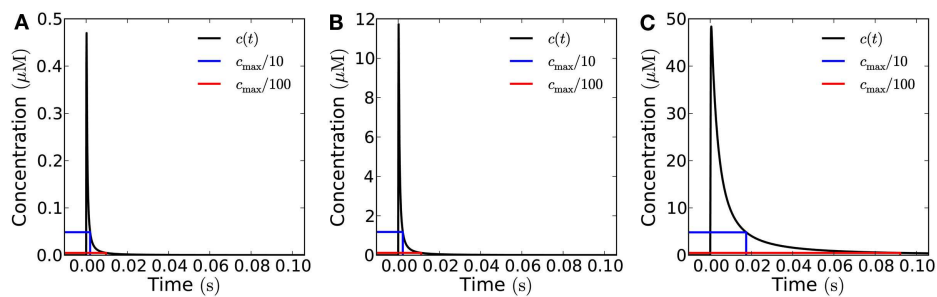 A
Concentration (μM)
0.5
0.4
0.3
0.2
0.1
0.0
0.00 0.02 0.04 0.06 0.08 0.10
Time (s)
c(t)
c_max/10
c_max/100
B
Concentration (μM)
12
10
8
6
4
2
0
0.00 0.02 0.04 0.06 0.08 0.10
Time (s)
c(t)
c_max/10
c_max/100
C
Concentration (μM)
50
40
30
20
10
0
0.00 0.02 0.04 0.06 0.08 0.10
Time (s)
c(t)
c_max/10
c_max/100